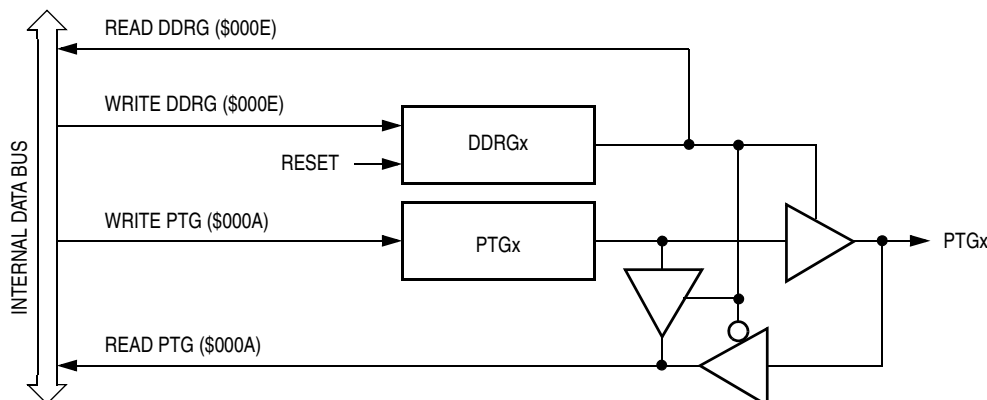 READ DDRG ($000E)
WRITE DDRG ($000E)
DDRGx
RESET
INTERNAL DATA BUS
WRITE PTG ($000A)
PTGx
PTGx
READ PTG ($000A)